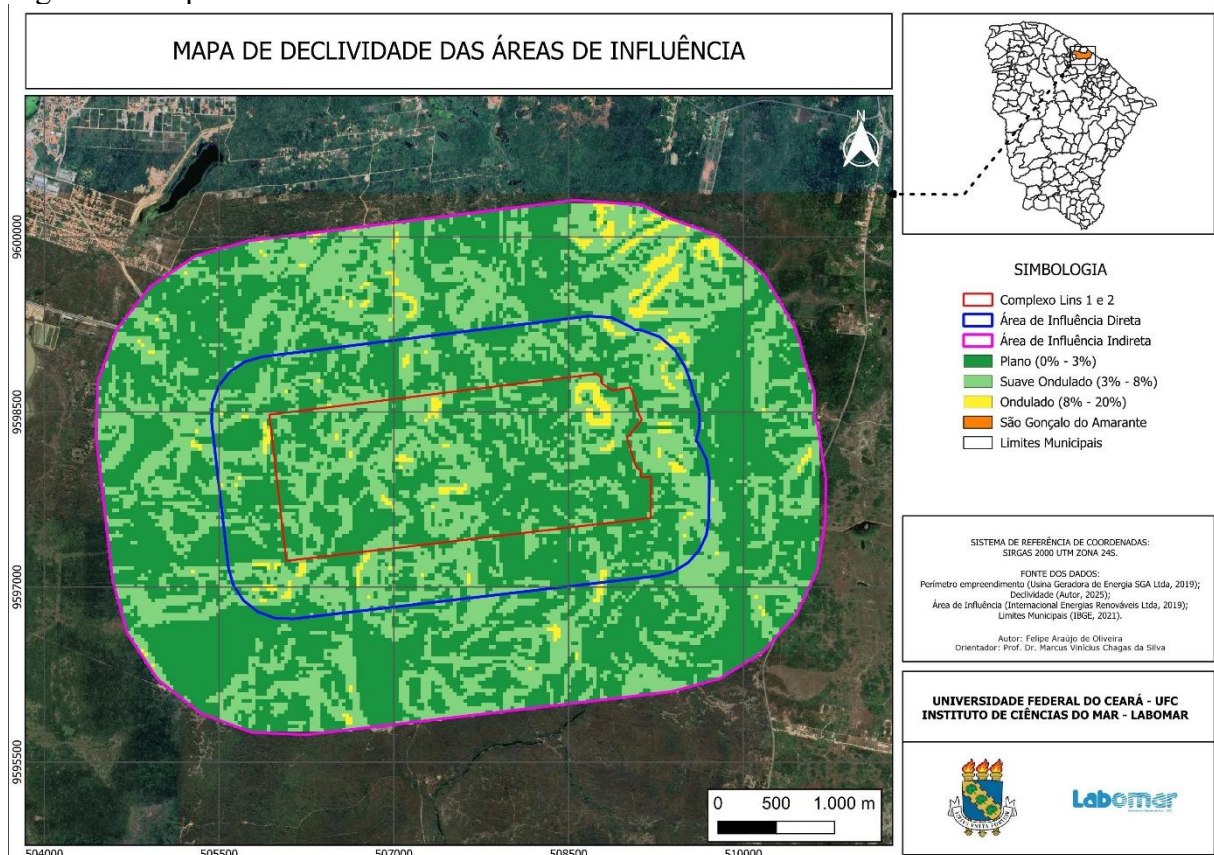 MAPA DE DECLIVIDADE DAS ÁREAS DE INFLUÊNCIA
N
9600000
9598500
9597000
9595500
504000
505500
507000
508500
510000
0 500 1.000 m
SIMBOLOGIA
Complexo Lins 1 e 2
Área de Influência Direta
Área de Influência Indireta
Plano (0% - 3%)
Suave Ondulado (3% - 8%)
Ondulado (8% - 20%)
São Gonçalo do Amarante
Limites Municipais
SISTEMA DE REFERÊNCIA DE COORDENADAS:
SIRGAS 2000 UTM ZONA 24S.
FONTE DOS DADOS:
Perímetro empreendimento (Usina Geradora de Energia SGA Ltda, 2019);
Declividade (Autor, 2025);
Área de Influência (Internacional Energias Renováveis Ltda, 2019);
Limites Municipais (IBGE, 2021).
Autor: Felipe Araújo de Oliveira
Orientador: Prof. Dr. Marcus Vinícius Chagas da Silva
UNIVERSIDADE FEDERAL DO CEARÁ - UFC
INSTITUTO DE CIÊNCIAS DO MAR - LABOMAR
Labomar